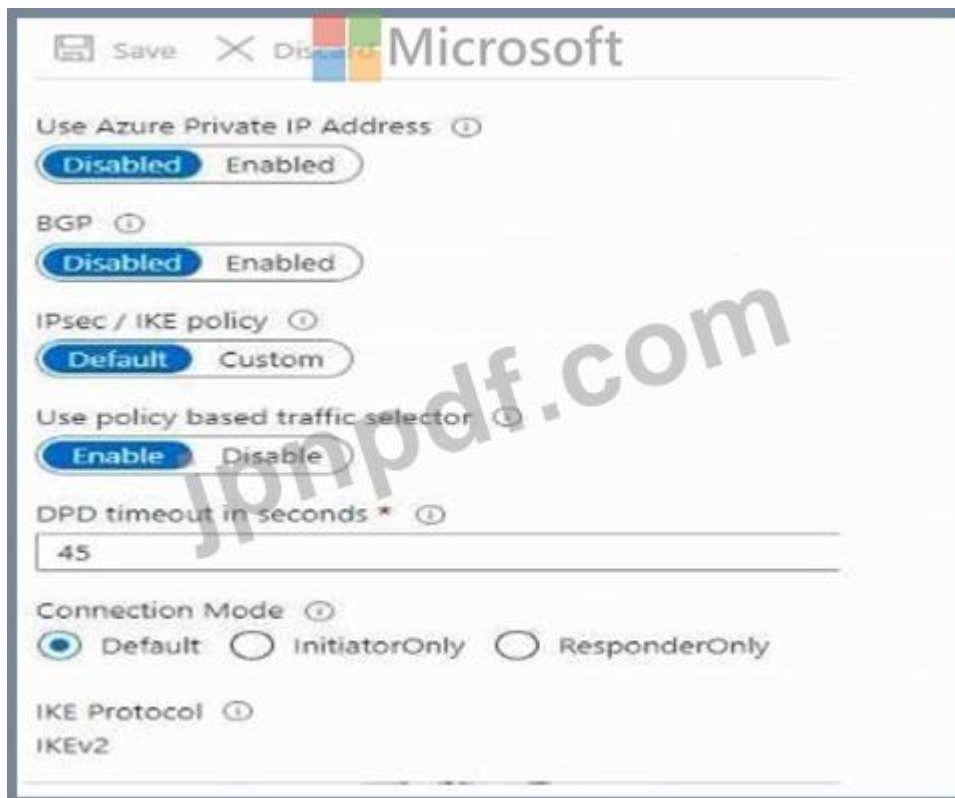 Save Discard Microsoft
Use Azure Private IP Address
Disabled Enabled
BGP
Disabled Enabled
IPsec / IKE policy
Default Custom
Use policy based traffic selector
Enable Disable
jpnpdf.com
DPD timeout in seconds *
45
Connection Mode
Default InitiatorOnly ResponderOnly
IKE Protocol
IKEv2